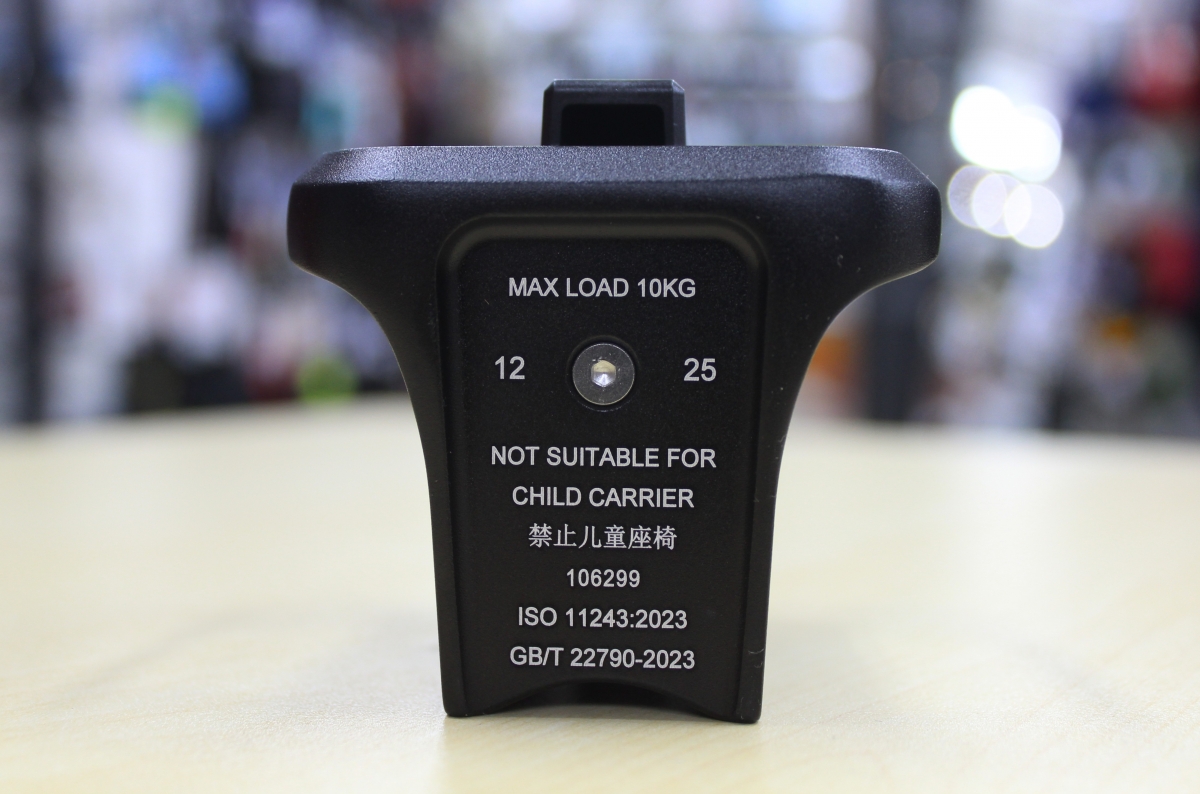 MAX LOAD 10KG
12 25
NOT SUITABLE FOR
CHILD CARRIER
禁止儿童座椅
106299
ISO 11243:2023
GB/T 22790-2023